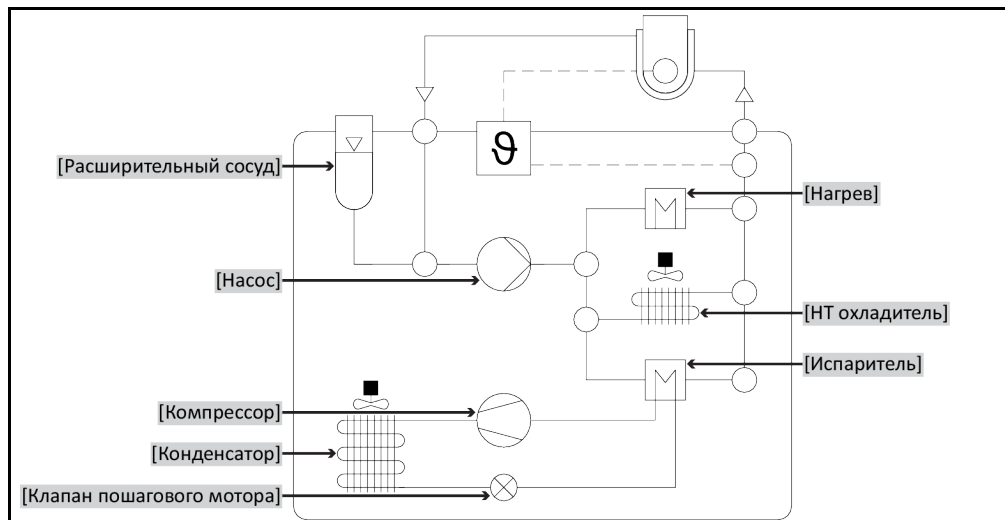 ϑ
[Расширительный сосуд]
[Нагрев]
[Насос]
[НТ охладитель]
[Испаритель]
[Компрессор]
[Конденсатор]
[Клапан пошагового мотора]